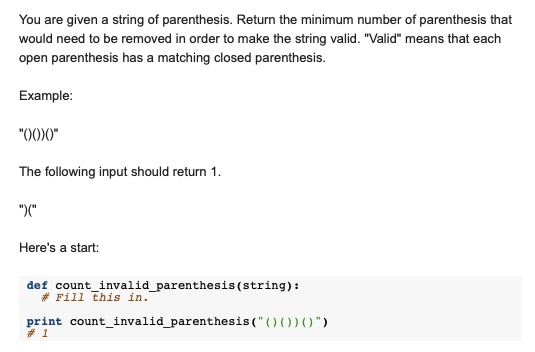 You are given a string of parenthesis. Return the minimum number of parenthesis that
would need to be removed in order to make the string valid. "Valid" means that each
open parenthesis has a matching closed parenthesis.
Example:
"()())()"
The following input should return 1.
")("
Here's a start:
def count_invalid_parenthesis(string):
# Fill this in.
print count_invalid_parenthesis("()())()")
# 1